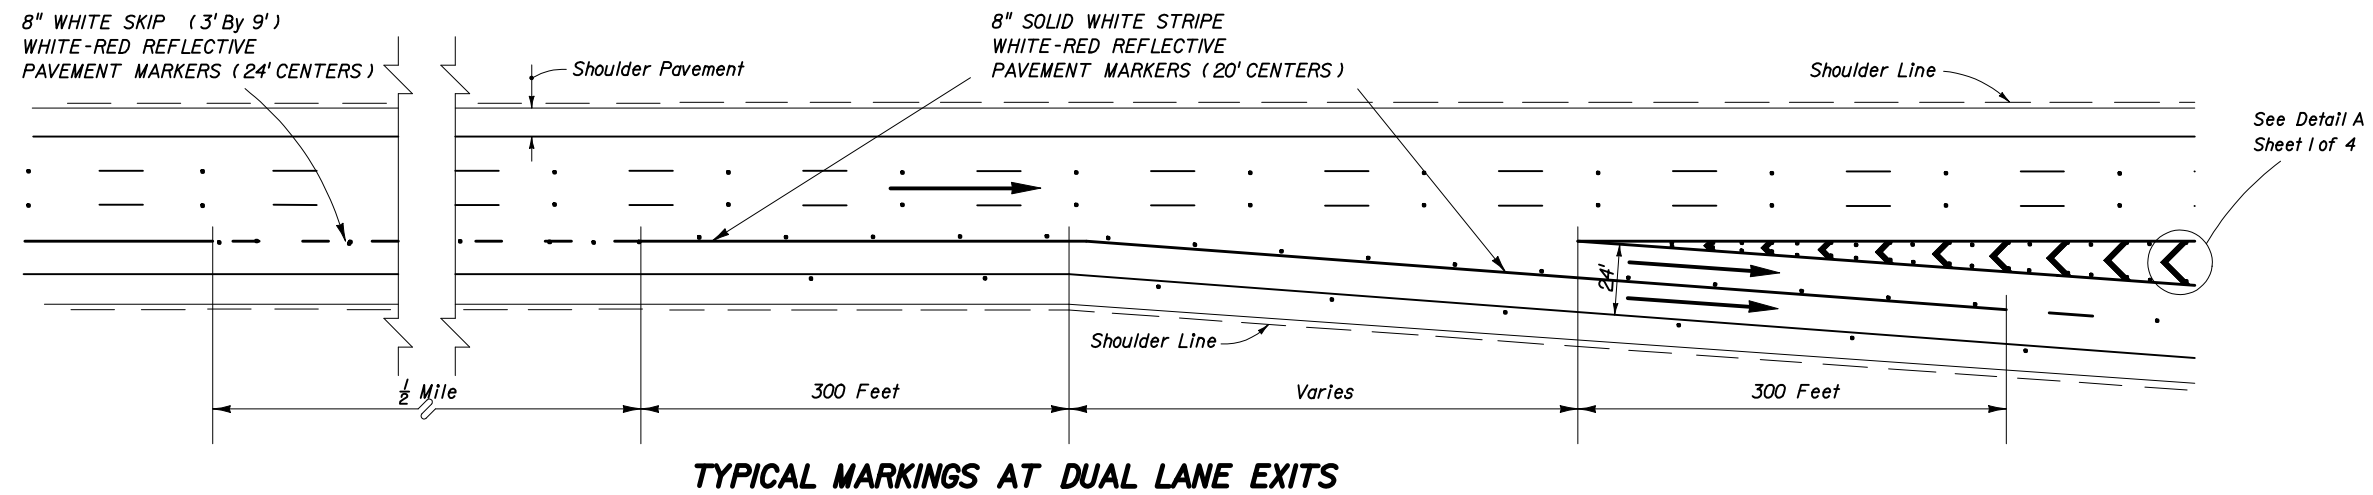 8" WHITE SKIP (3' By 9')
WHITE-RED REFLECTIVE
PAVEMENT MARKERS (24' CENTERS)
Shoulder Pavement
8" SOLID WHITE STRIPE
WHITE-RED REFLECTIVE
PAVEMENT MARKERS (20' CENTERS)
Shoulder Line
See Detail A
Sheet 1 of 4
24'
Shoulder Line
1/2 Mile
300 Feet
Varies
300 Feet
TYPICAL MARKINGS AT DUAL LANE EXITS